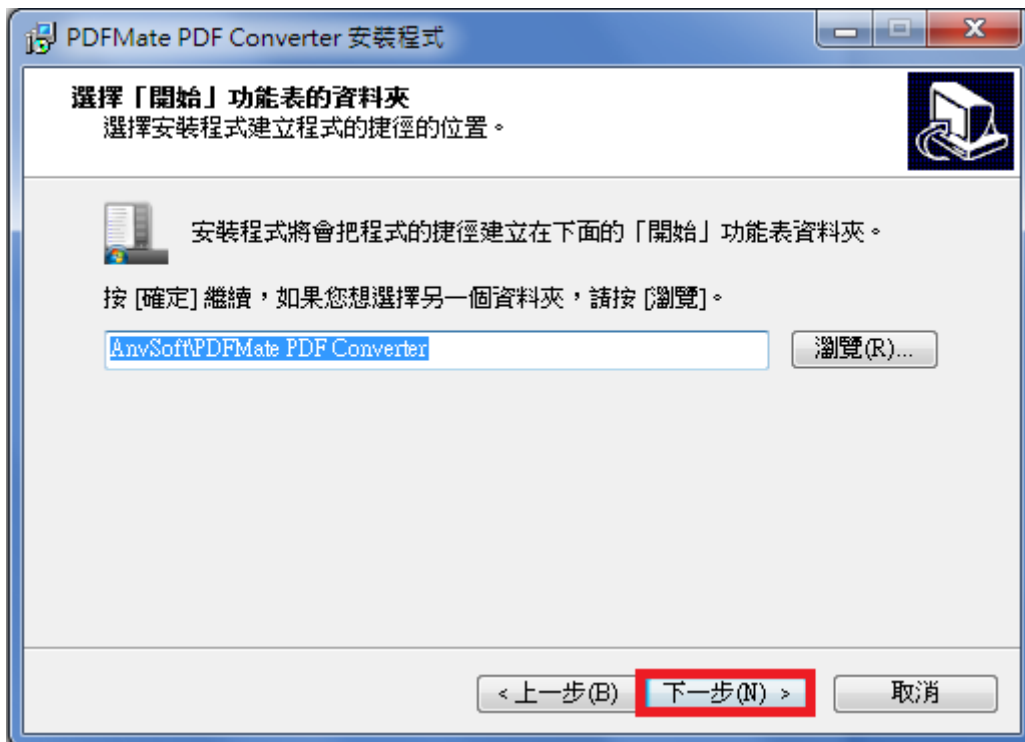 PDFMate PDF Converter 安裝程式
選擇「開始」功能表的資料夾
選擇安裝程式建立程式的捷徑的位置。
安裝程式將會把程式的捷徑建立在下面的「開始」功能表資料夾。
按 [確定] 繼續，如果您想選擇另一個資料夾，請按 [瀏覽]。
AnvSoft\PDFMate PDF Converter
瀏覽(R)...
<上一步(B) 下一步(N) > 取消